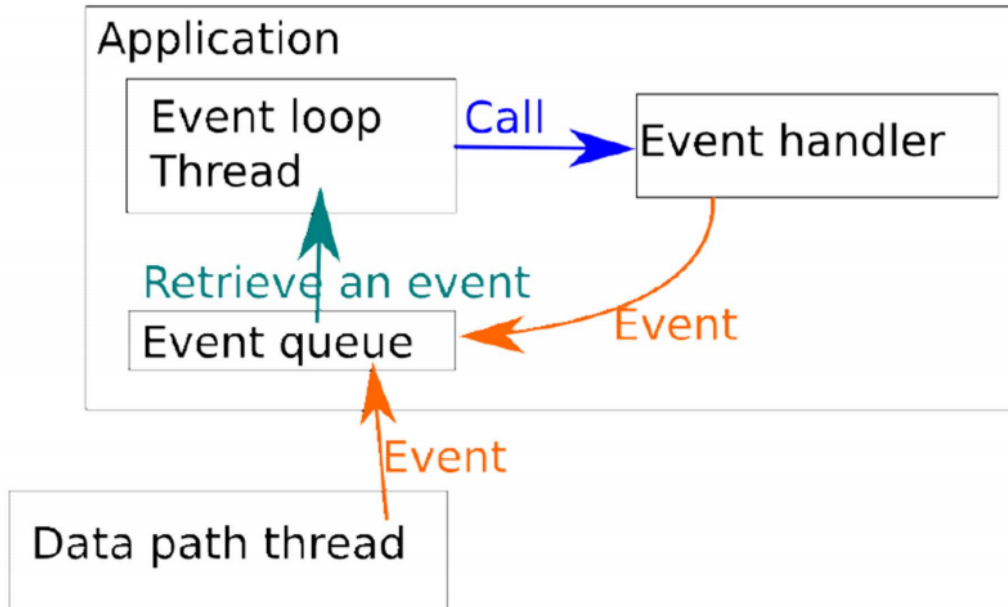 Application
Event loop
Thread
Call
Event handler
Retrieve an event
Event
Event queue
Event
Data path thread